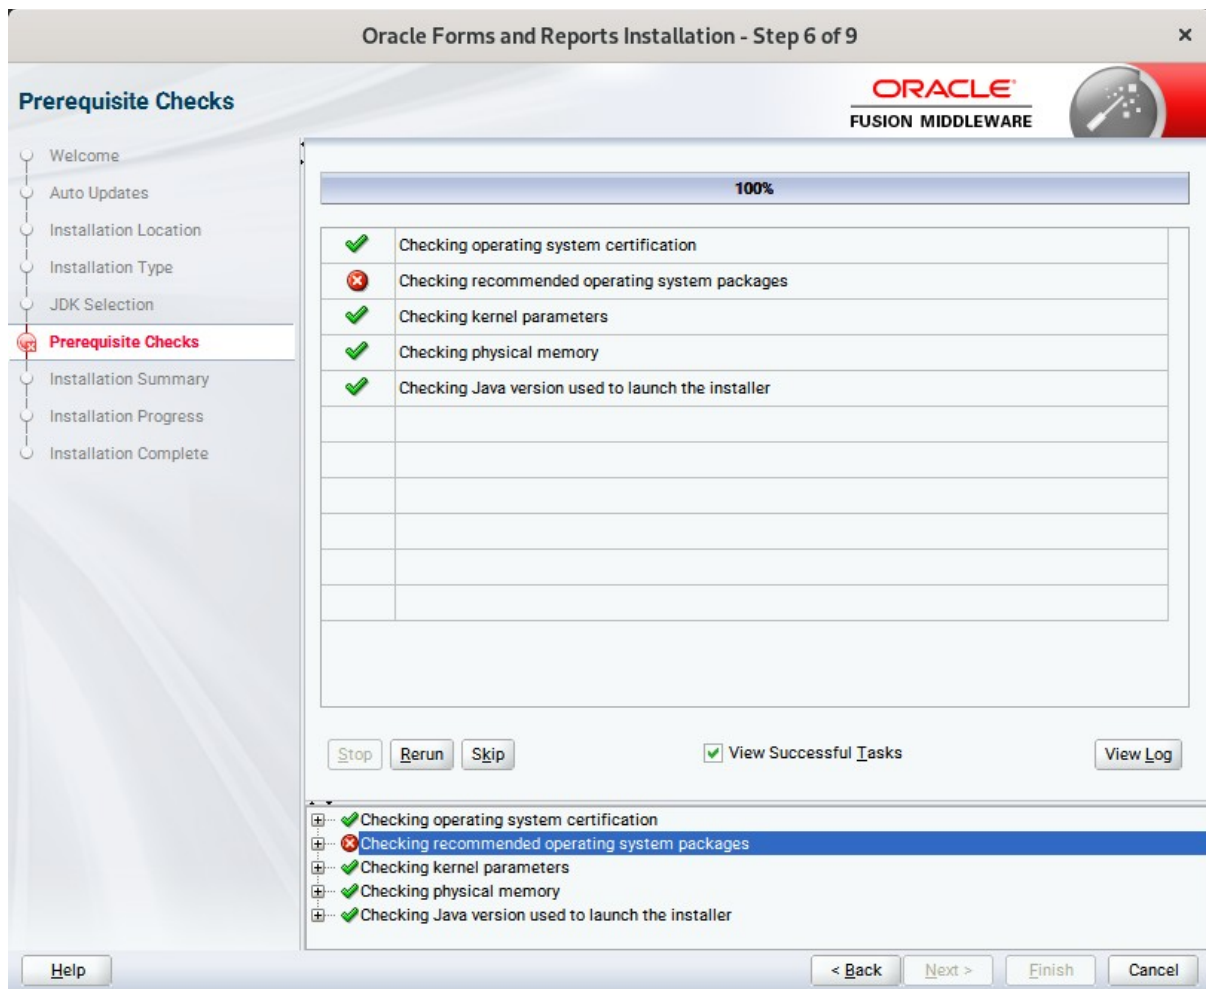 Oracle Forms and Reports Installation - Step 6 of 9
Prerequisite Checks
ORACLE
FUSION MIDDLEWARE
Welcome
Auto Updates
Installation Location
Installation Type
JDK Selection
Prerequisite Checks
Installation Summary
Installation Progress
Installation Complete
100%
Checking operating system certification
Checking recommended operating system packages
Checking kernel parameters
Checking physical memory
Checking Java version used to launch the installer
Stop Rerun Skip View Successful Tasks View Log
Checking operating system certification
Checking recommended operating system packages
Checking kernel parameters
Checking physical memory
Checking Java version used to launch the installer
Help < Back Next > Finish Cancel